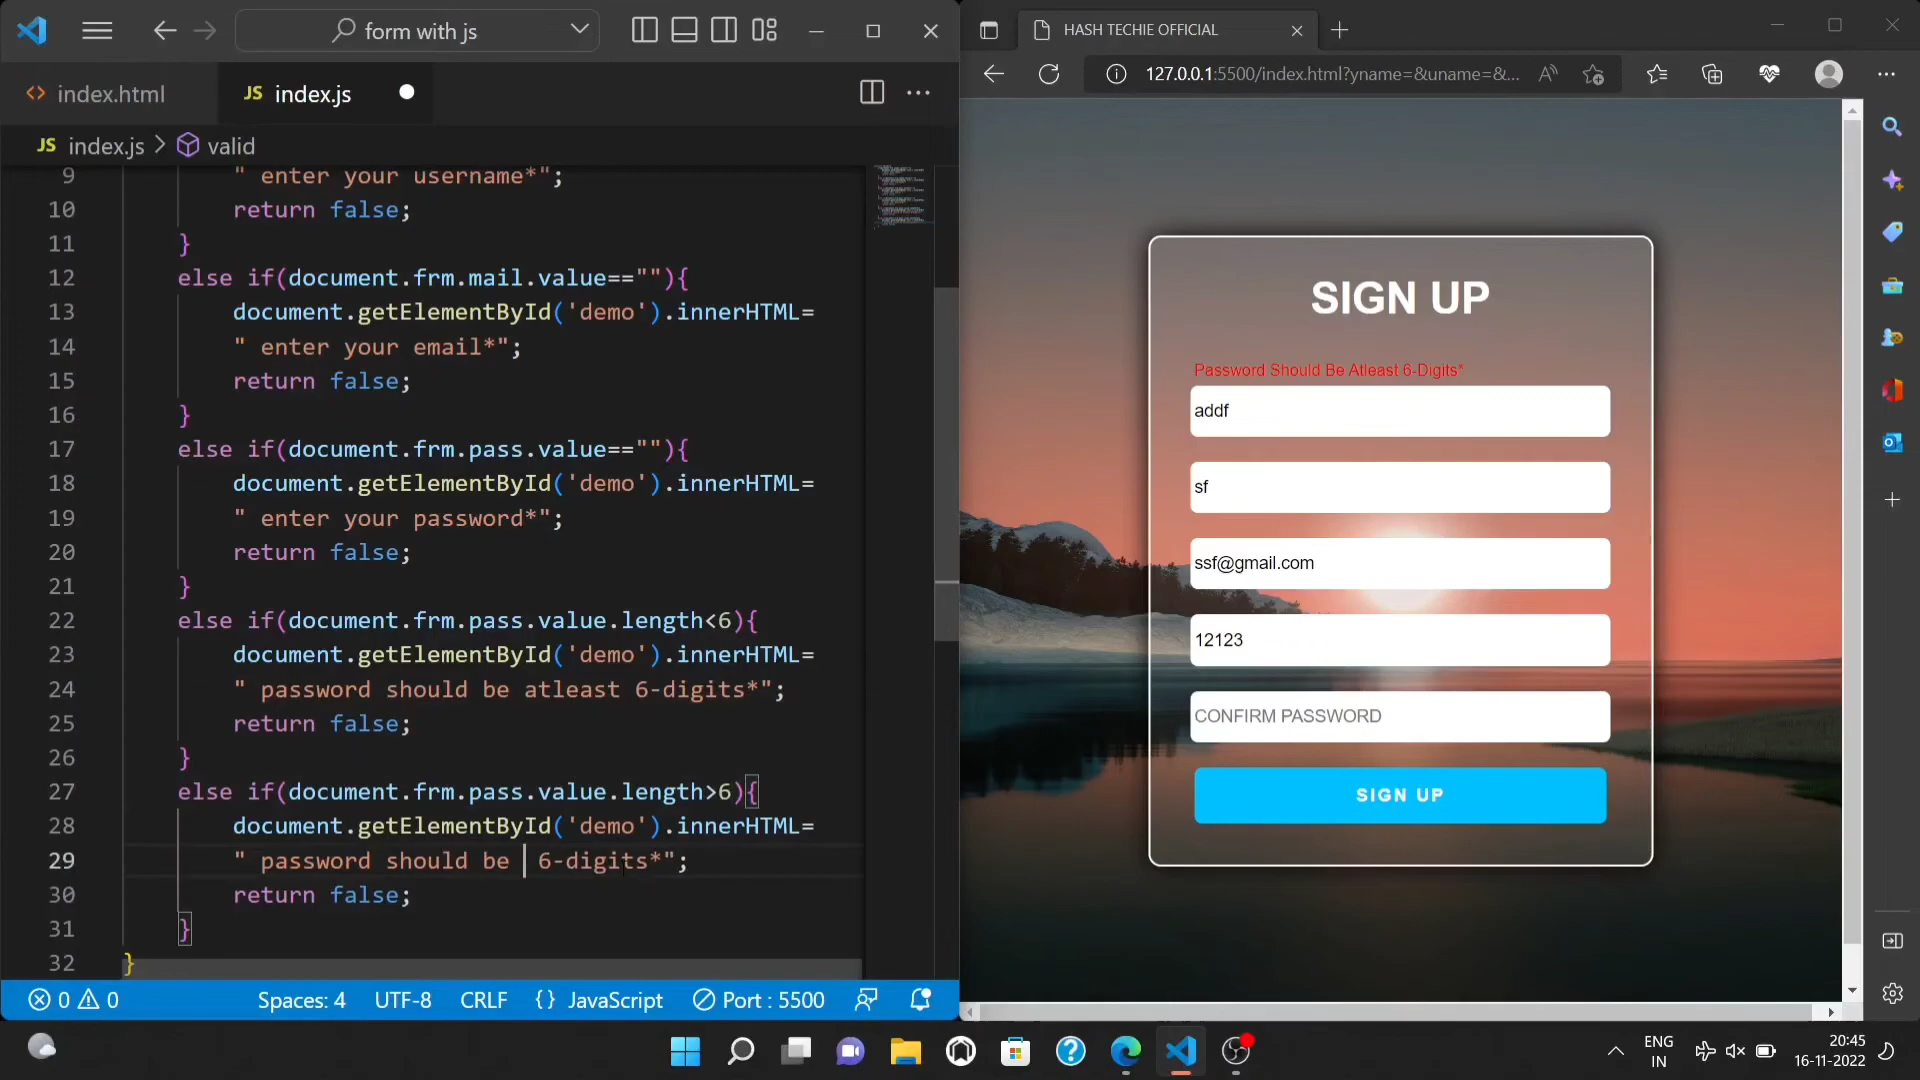 form with js
index.html
JS index.js
JS index.js > valid
9 " enter your username*";
10 return false;
11 }
12 else if(document.frm.mail.value==""){
13 document.getElementById('demo').innerHTML=
14 " enter your email*";
15 return false;
16 }
17 else if(document.frm.pass.value==""){
18 document.getElementById('demo').innerHTML=
19 " enter your password*";
20 return false;
21 }
22 else if(document.frm.pass.value.length<6){
23 document.getElementById('demo').innerHTML=
24 " password should be atleast 6-digits*";
25 return false;
26 }
27 else if(document.frm.pass.value.length>6){
28 document.getElementById('demo').innerHTML=
29 " password should be  6-digits*";
30 return false;
31 }
32 }
0 0 Spaces: 4 UTF-8 CRLF {} JavaScript Port : 5500
HASH TECHIE OFFICIAL
127.0.0.1:5500/index.html?yname=&uname=&...
SIGN UP
Password Should Be Atleast 6-Digits*
addf
sf
ssf@gmail.com
12123
CONFIRM PASSWORD
SIGN UP
ENG
IN
20:45
16-11-2022